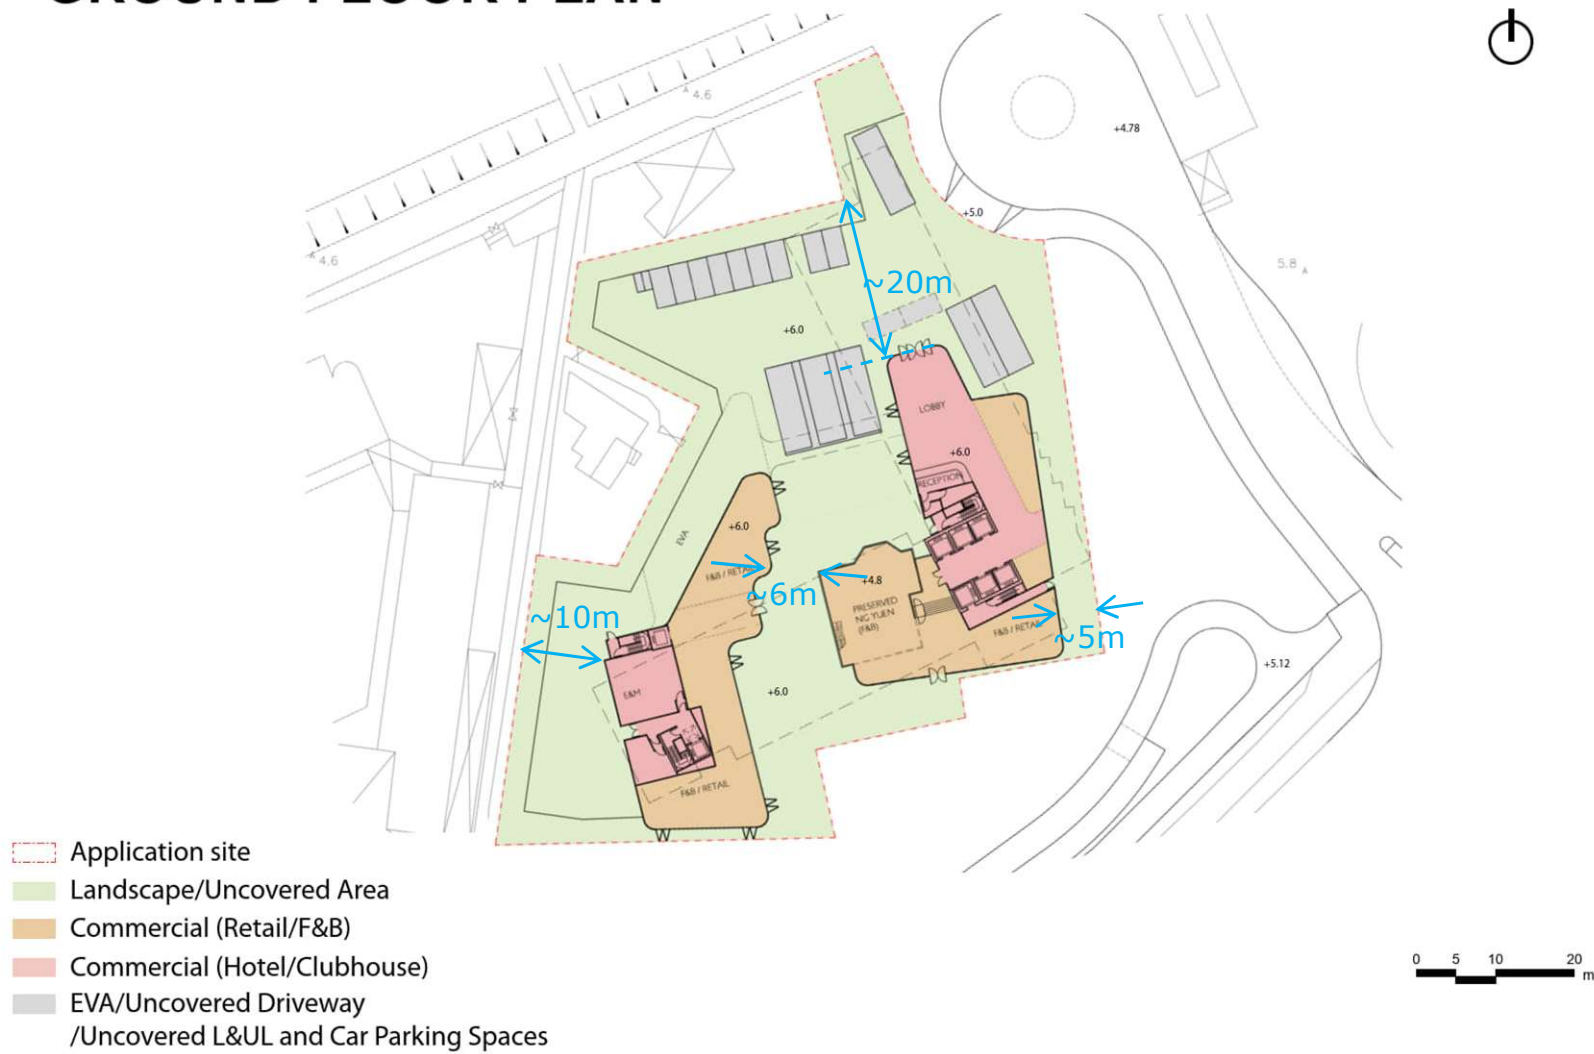 GROUND FLOOR PLAN
4.6
+4.78
+5.0
4.6
5.8
~20m
+6.0
LOBBY
+6.0
RECEPTION
+6.0
EVA
F&B / RETAIL
~6m
+4.8
PRESERVED
NG YUEN
(F&B)
~10m
F&B / RETAIL
~5m
+5.12
E&M
+6.0
F&B / RETAIL
Application site
Landscape/Uncovered Area
Commercial (Retail/F&B)
Commercial (Hotel/Clubhouse)
EVA/Uncovered Driveway
/Uncovered L&UL and Car Parking Spaces
0 5 10 20
m